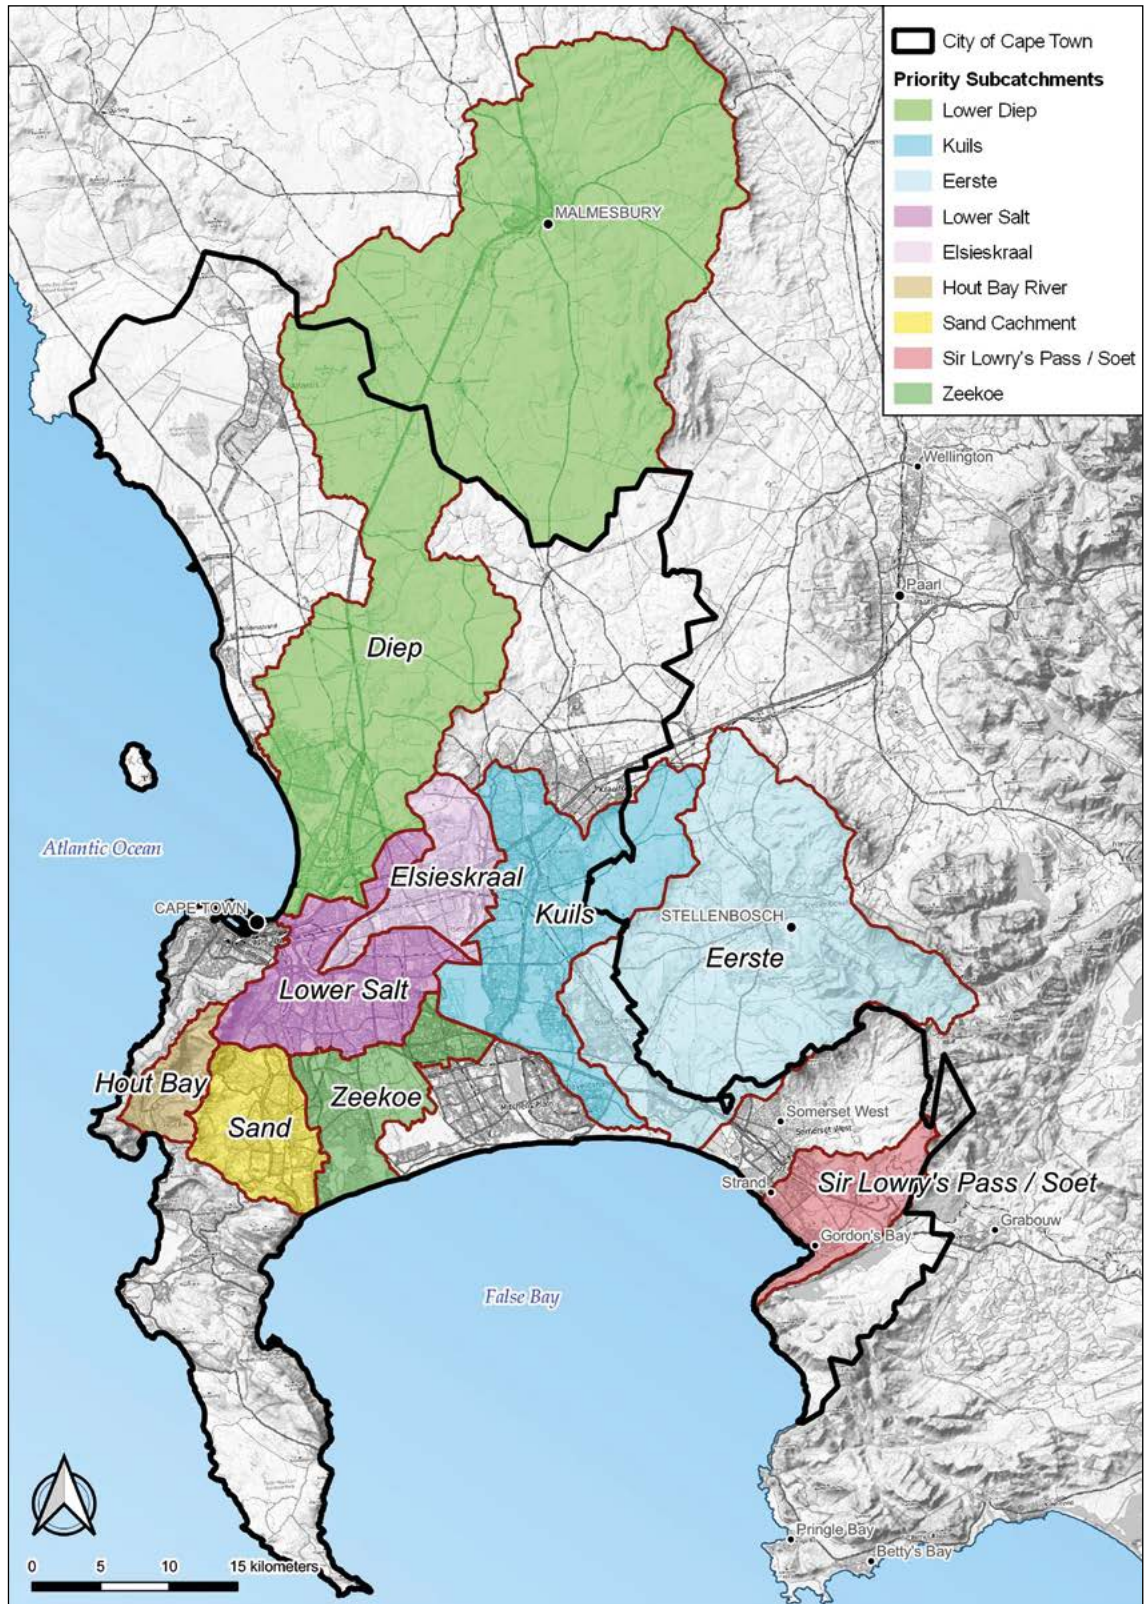 City of Cape Town
Priority Subcatchments
Lower Diep
Kuils
Eerste
Lower Salt
Elsieskraal
Hout Bay River
Sand Cachment
Sir Lowry's Pass / Soet
Zeekoe
MALMESBURY
Wellington
Paarl
Diep
Atlantic Ocean
Elsieskraal
CAPE TOWN
Kuils
STELLENBOSCH
Eerste
Lower Salt
Hout Bay
Zeekoe
Sand
Somerset West
Somerset West
Strand
Sir Lowry's Pass / Soet
Grabouw
Gordon's Bay
False Bay
Pringle Bay
Betty's Bay
0 5 10 15 kilometers